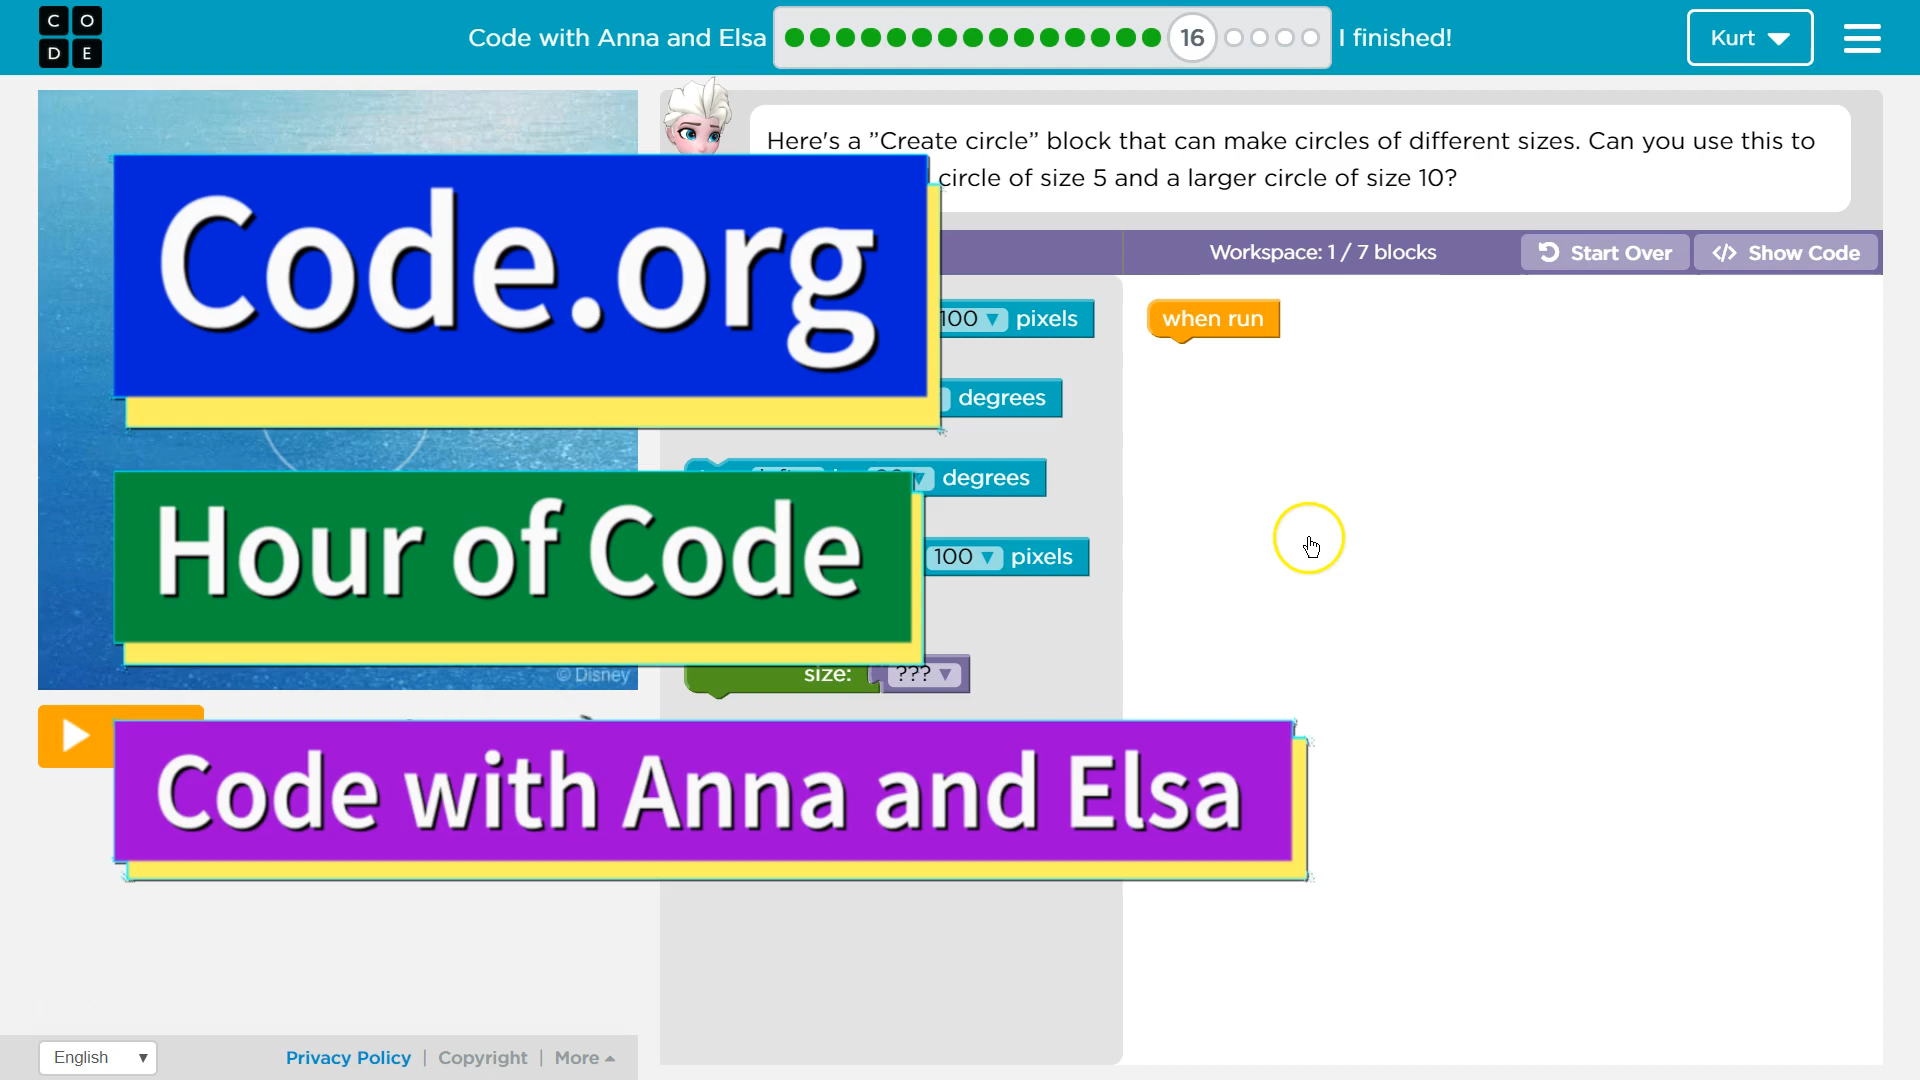 CODE
Code with Anna and Elsa 16 I finished!
Kurt
Here's a ”Create circle” block that can make circles of different sizes. Can you use this to
circle of size 5 and a larger circle of size 10?
Code.org
Workspace: 1 / 7 blocks
Start Over
</> Show Code
100 pixels
when run
degrees
degrees
Hour of Code
100 pixels
size: ???
© Disney
Code with Anna and Elsa
English
Privacy Policy | Copyright | More